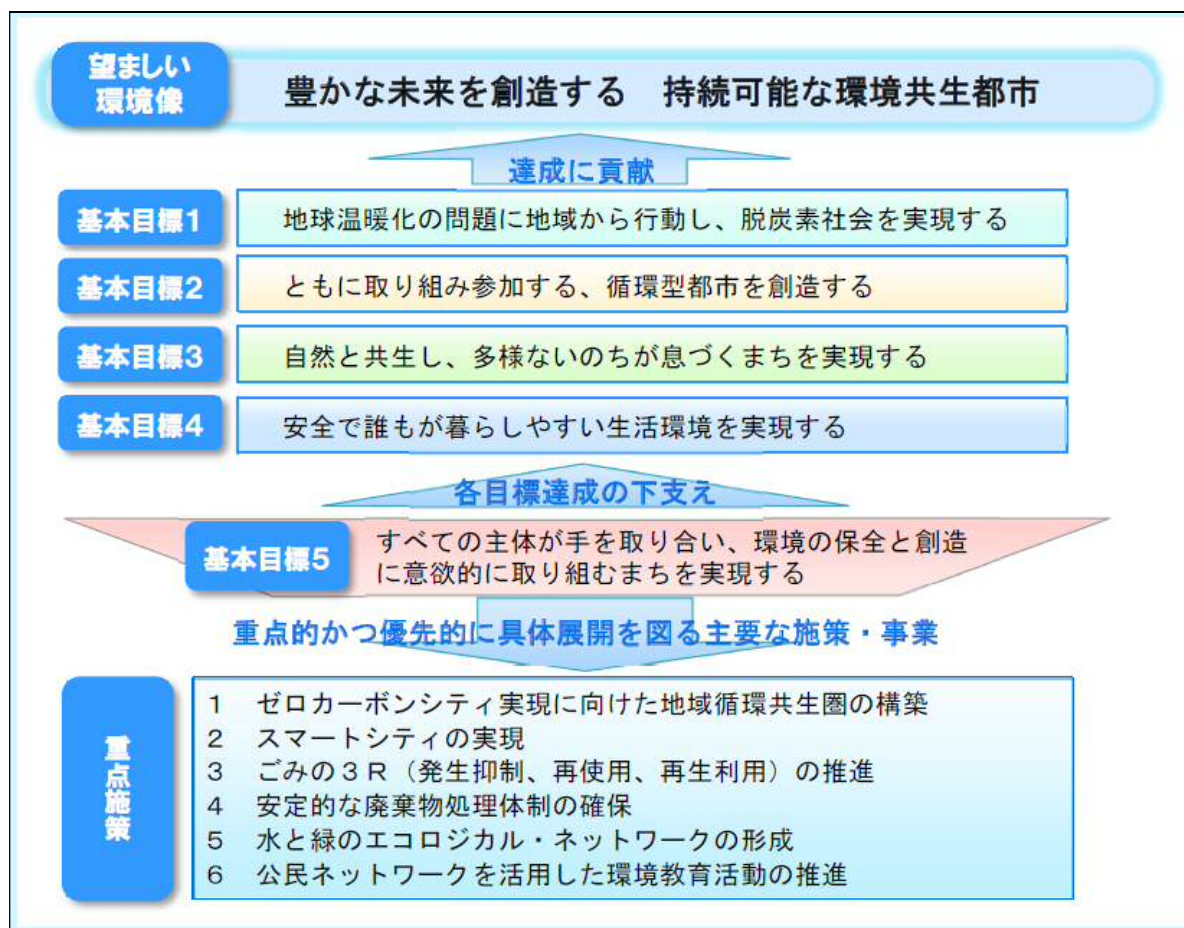 望ましい
環境像
豊かな未来を創造する　持続可能な環境共生都市
達成に貢献
基本目標1
地球温暖化の問題に地域から行動し、脱炭素社会を実現する
基本目標2
ともに取り組み参加する、循環型都市を創造する
基本目標3
自然と共生し、多様ないのちが息づくまちを実現する
基本目標4
安全で誰もが暮らしやすい生活環境を実現する
各目標達成の下支え
基本目標5
すべての主体が手を取り合い、環境の保全と創造
に意欲的に取り組むまちを実現する
重点的かつ優先的に具体展開を図る主要な施策・事業
重点施策
1　ゼロカーボンシティ実現に向けた地域循環共生圏の構築
2　スマートシティの実現
3　ごみの３Ｒ（発生抑制、再使用、再生利用）の推進
4　安定的な廃棄物処理体制の確保
5　水と緑のエコロジカル・ネットワークの形成
6　公民ネットワークを活用した環境教育活動の推進